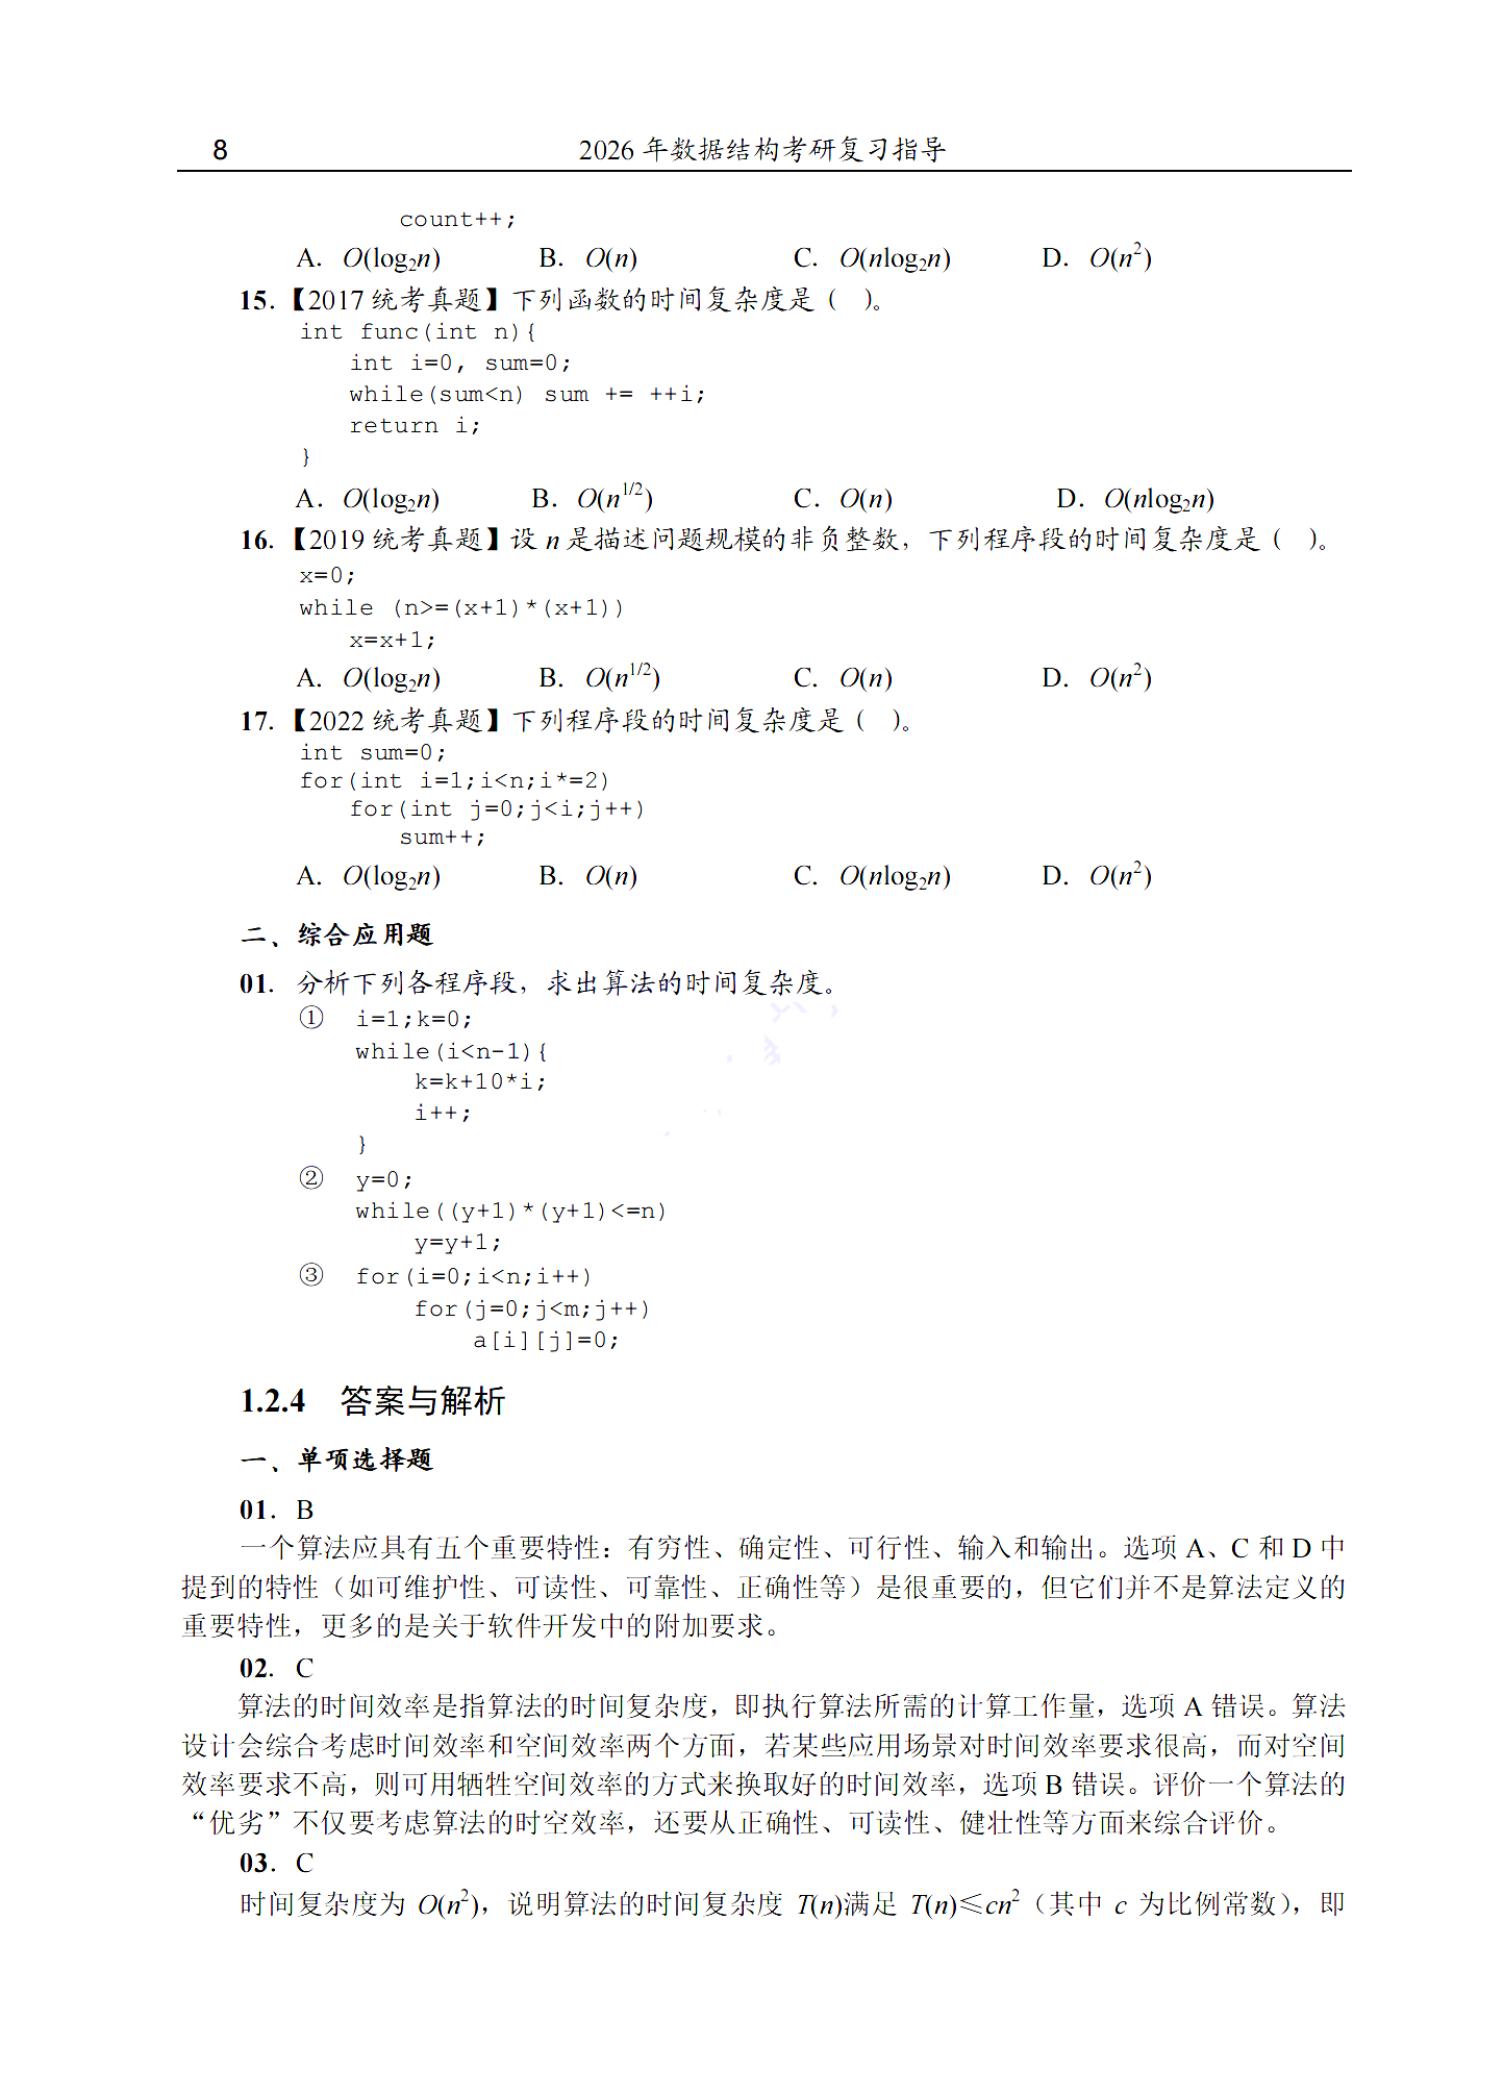 8 2026 年数据结构考研复习指导
count++;
A. O(log₂n) B. O(n) C. O(nlog₂n) D. O(n²)
15.【2017 统考真题】下列函数的时间复杂度是（ ）。
int func(int n){
int i=0, sum=0;
while(sum<n) sum += ++i;
return i;
}
A. O(log₂n) B. O(n^{1/2}) C. O(n) D. O(nlog₂n)
16.【2019 统考真题】设 n 是描述问题规模的非负整数，下列程序段的时间复杂度是（ ）。
x=0;
while (n>=(x+1)*(x+1))
x=x+1;
A. O(log₂n) B. O(n^{1/2}) C. O(n) D. O(n²)
17.【2022 统考真题】下列程序段的时间复杂度是（ ）。
int sum=0;
for(int i=1;i<n;i*=2)
for(int j=0;j<i;j++)
sum++;
A. O(log₂n) B. O(n) C. O(nlog₂n) D. O(n²)
二、综合应用题
01. 分析下列各程序段，求出算法的时间复杂度。
① i=1;k=0;
while(i<n-1){
k=k+10*i;
i++;
}
② y=0;
while((y+1)*(y+1)<=n)
y=y+1;
③ for(i=0;i<n;i++)
for(j=0;j<m;j++)
a[i][j]=0;
1.2.4 答案与解析
一、单项选择题
01. B
一个算法应具有五个重要特性：有穷性、确定性、可行性、输入和输出。选项 A、C 和 D 中
提到的特性（如可维护性、可读性、可靠性、正确性等）是很重要的，但它们并不是算法定义的
重要特性，更多的是关于软件开发中的附加要求。
02. C
算法的时间效率是指算法的时间复杂度，即执行算法所需的计算工作量，选项 A 错误。算法
设计会综合考虑时间效率和空间效率两个方面，若某些应用场景对时间效率要求很高，而对空间
效率要求不高，则可用牺牲空间效率的方式来换取好的时间效率，选项 B 错误。评价一个算法的
“优劣”不仅要考虑算法的时空效率，还要从正确性、可读性、健壮性等方面来综合评价。
03. C
时间复杂度为 O(n²)，说明算法的时间复杂度 T(n)满足 T(n)≤cn²（其中 c 为比例常数），即